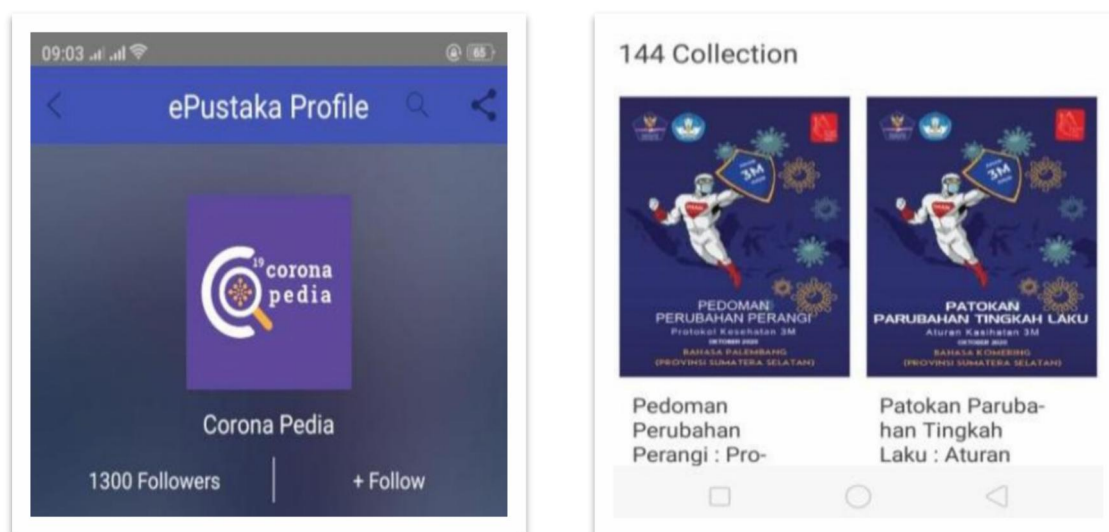 09:03
65
ePustaka Profile
19 corona
pedia
Corona Pedia
1300 Followers
+ Follow
144 Collection
3M
PEDOMAN
PERUBAHAN PERANGI
Protokol Kesehatan 3M
OKTOBER 2020
BAHASA PALEMBANG
(PROVINSI SUMATERA SELATAN)
3M
PATOKAN
PARUBAHAN TINGKAH LAKU
Aturan Kasihatan 3M
OKTOBER 2020
BAHASA KOMERING
(PROVINSI SUMATERA SELATAN)
Pedoman
Perubahan
Perangi : Pro-
Patokan Paruba-
han Tingkah
Laku : Aturan